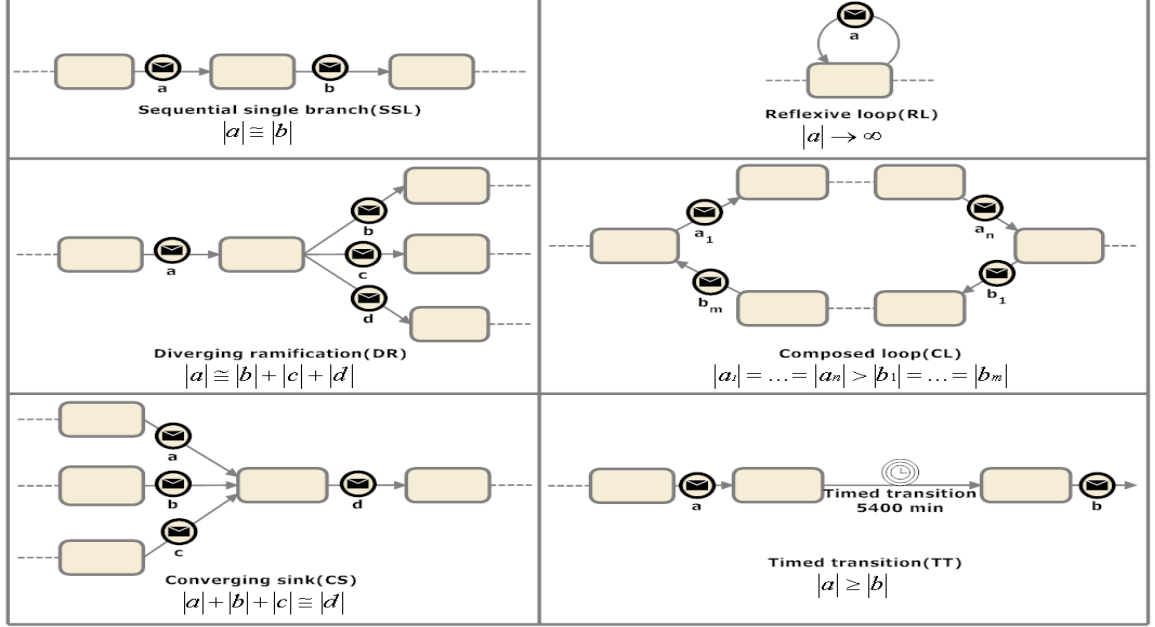 a
b
Sequential single branch(SSL)
|a| ≅ |b|
a
Reflexive loop(RL)
|a| → ∞
a
b
c
d
Diverging ramification(DR)
|a| ≅ |b| + |c| + |d|
a₁
aₙ
bₘ
b₁
Composed loop(CL)
|a₁| = ... = |aₙ| > |b₁| = ... = |bₘ|
a
b
c
d
Converging sink(CS)
|a| + |b| + |c| ≅ |d|
a
Timed transition
5400 min
b
Timed transition(TT)
|a| ≥ |b|